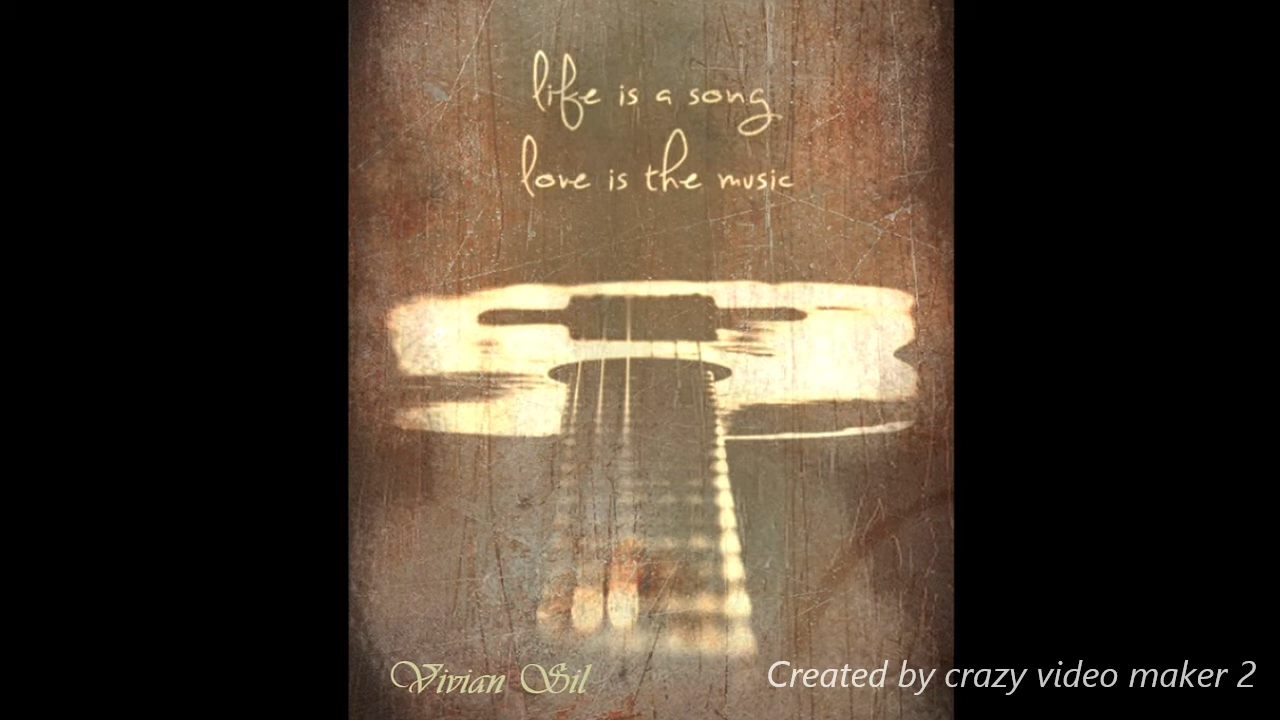 life is a song
love is the music
Vivian Sil
Created by crazy video maker 2